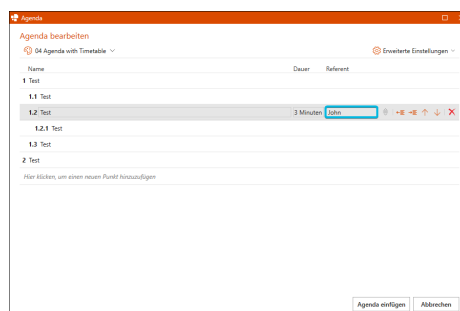 Agenda
Agenda bearbeiten
04 Agenda with Timetable
Erweiterte Einstellungen
Name Dauer Referent
1 Test
1.1 Test
1.2 Test 3 Minuten John
1.2.1 Test
1.3 Test
2 Test
Hier klicken, um einen neuen Punkt hinzuzufügen
Agenda einfügen Abbrechen